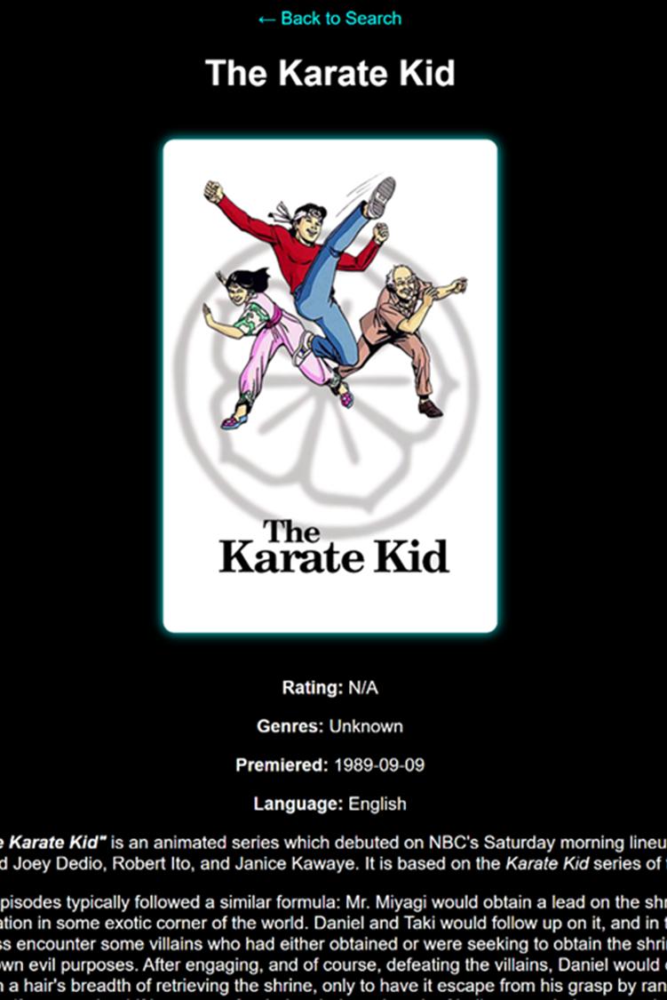 ← Back to Search
The Karate Kid
The
Karate Kid
Rating: N/A
Genres: Unknown
Premiered: 1989-09-09
Language: English
Karate Kid" is an animated series which debuted on NBC's Saturday morning
Joey Dedio, Robert Ito, and Janice Kawaye. It is based on the Karate Kid series of
typically followed a similar formula: Mr. Miyagi would obtain a lead on the
in some exotic corner of the world. Daniel and Taki would follow up on it, and in
encounter some villains who had either obtained or were seeking to obtain the
evil purposes. After engaging, and of course, defeating the villains, Daniel would
a hair's breadth of retrieving the shrine, only to have it escape from his grasp by